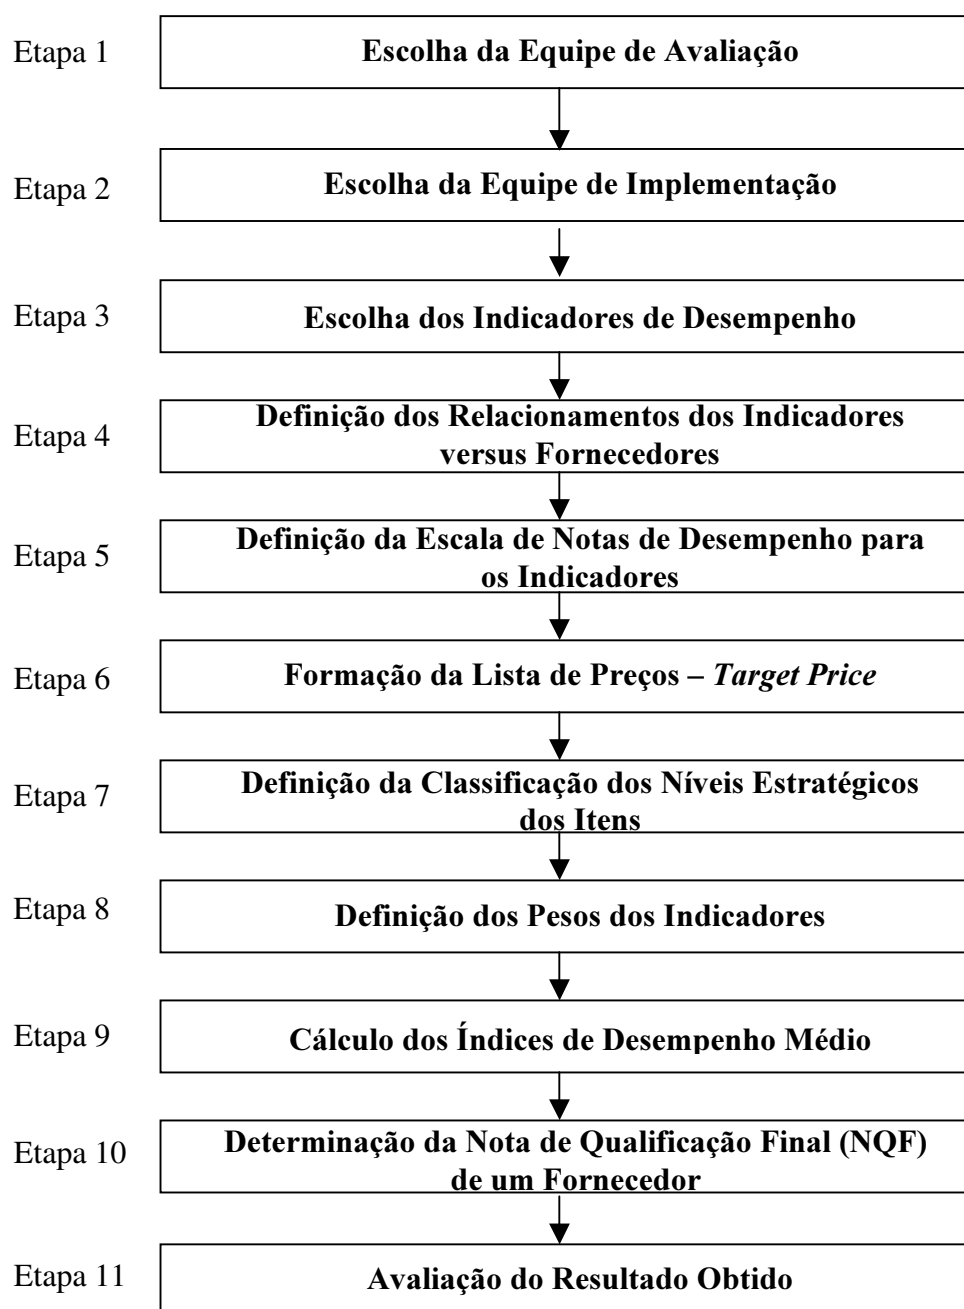 Etapa 1
Escolha da Equipe de Avaliação
Etapa 2
Escolha da Equipe de Implementação
Etapa 3
Escolha dos Indicadores de Desempenho
Etapa 4
Definição dos Relacionamentos dos Indicadores
versus Fornecedores
Etapa 5
Definição da Escala de Notas de Desempenho para
os Indicadores
Etapa 6
Formação da Lista de Preços – Target Price
Etapa 7
Definição da Classificação dos Níveis Estratégicos
dos Itens
Etapa 8
Definição dos Pesos dos Indicadores
Etapa 9
Cálculo dos Índices de Desempenho Médio
Etapa 10
Determinação da Nota de Qualificação Final (NQF)
de um Fornecedor
Etapa 11
Avaliação do Resultado Obtido